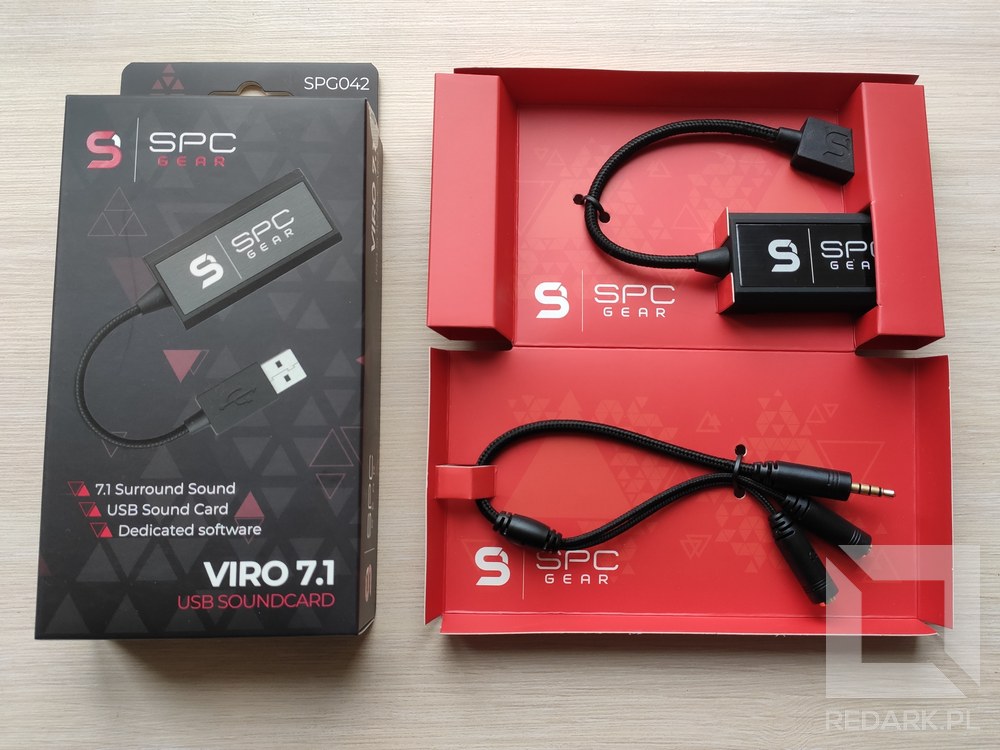 SPG042
SPC
GEAR
VIRO 7.1
SPC
GEAR
7.1 Surround Sound
USB Sound Card
Dedicated software
VIRO 7.1
USB SOUNDCARD
SPC
SPC
GEAR
SPC
GEAR
SPC
GEAR
REDARK.PL